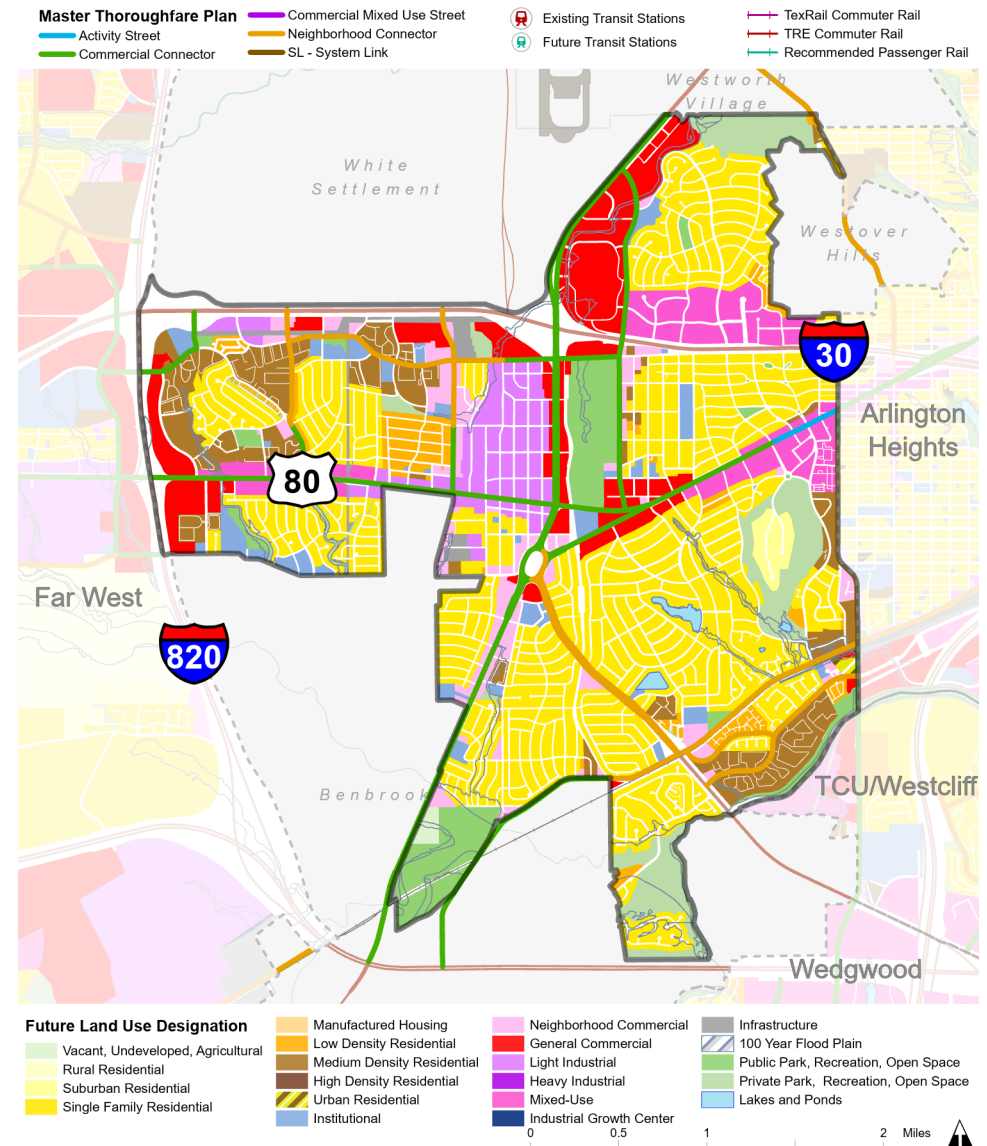 Master Thoroughfare Plan
Activity Street
Commercial Connector
Commercial Mixed Use Street
Neighborhood Connector
SL - System Link
Existing Transit Stations
Future Transit Stations
TexRail Commuter Rail
TRE Commuter Rail
Recommended Passenger Rail
Westworth
Village
White
Settlement
Westover
Hills
30
Arlington
Heights
80
Far West
820
Benbrook
TCU/Westcliff
Wedgwood
Future Land Use Designation
Vacant, Undeveloped, Agricultural
Rural Residential
Suburban Residential
Single Family Residential
Manufactured Housing
Low Density Residential
Medium Density Residential
High Density Residential
Urban Residential
Institutional
Neighborhood Commercial
General Commercial
Light Industrial
Heavy Industrial
Mixed-Use
Industrial Growth Center
Infrastructure
100 Year Flood Plain
Public Park, Recreation, Open Space
Private Park, Recreation, Open Space
Lakes and Ponds
0 0.5 1 2 Miles